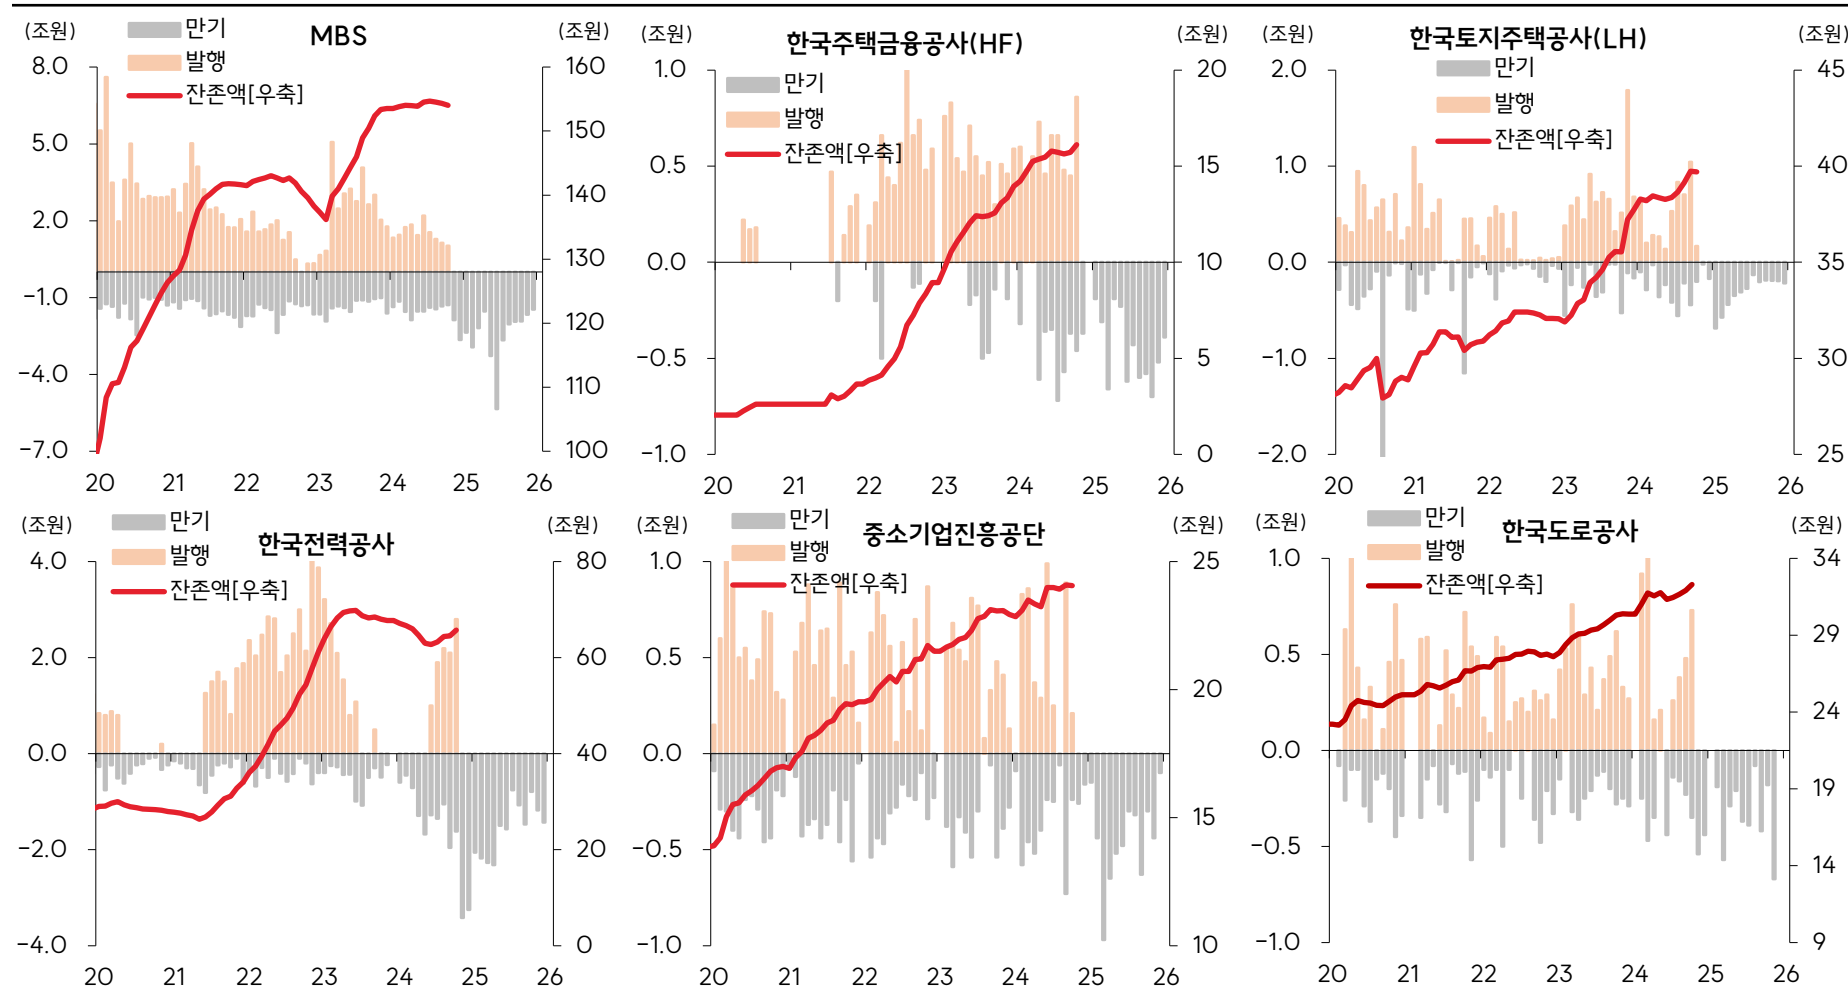 (조원)
만기
발행
잔존액[우축]
MBS
(조원)
8.0
5.0
2.0
−1.0
−4.0
−7.0
160
150
140
130
120
110
100
20 21 22 23 24 25 26
(조원)
한국주택금융공사(HF)
(조원)
만기
발행
잔존액[우축]
1.0
0.5
0.0
−0.5
−1.0
20
15
10
5
0
20 21 22 23 24 25 26
(조원)
한국토지주택공사(LH)
(조원)
만기
발행
잔존액[우축]
2.0
1.0
0.0
−1.0
−2.0
45
40
35
30
25
20 21 22 23 24 25 26
(조원)
만기
발행
잔존액[우축]
한국전력공사
(조원)
4.0
2.0
0.0
−2.0
−4.0
80
60
40
20
0
20 21 22 23 24 25 26
(조원)
만기
발행
잔존액[우축]
중소기업진흥공단
(조원)
1.0
0.5
0.0
−0.5
−1.0
25
20
15
10
20 21 22 23 24 25 26
(조원)
만기
발행
잔존액[우축]
한국도로공사
(조원)
1.0
0.5
0.0
−0.5
−1.0
34
29
24
19
14
9
20 21 22 23 24 25 26